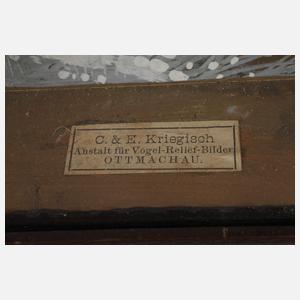 C. & E. Kriegisch
Anstalt für Vogel-Relief-Bilder
OTTMACHAU.